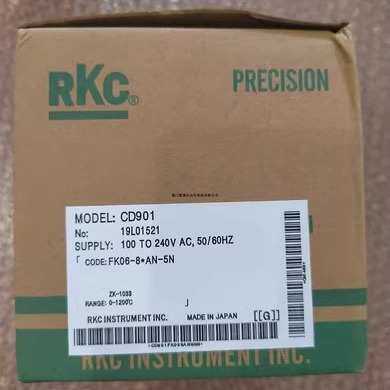 RKC®
PRECISION
MODEL: CD901
No: 19L01521
SUPPLY: 100 TO 240V AC, 50/60HZ
「 CODE:FK06-8*AN-5N
ZK-1033
RANGE: 0-1200℃ 」
RKC INSTRUMENT INC. MADE IN JAPAN [[G]]
RKC INSTRUMENT INC.